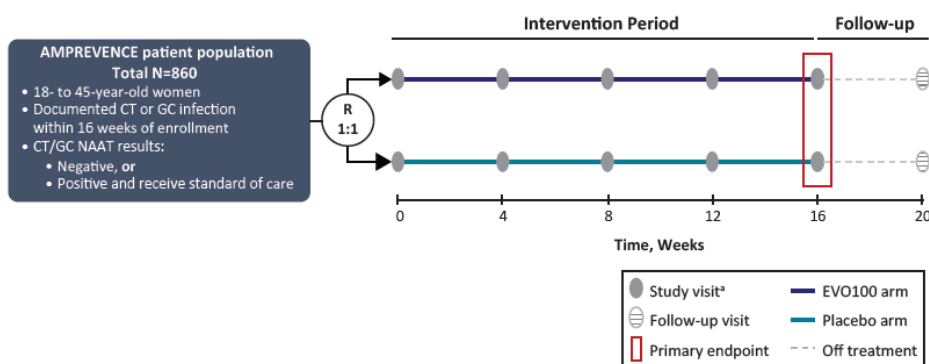 Intervention Period
Follow-up
AMPREVENCE patient population
Total N=860
• 18- to 45-year-old women
• Documented CT or GC infection
within 16 weeks of enrollment
• CT/GC NAAT results:
• Negative, or
• Positive and receive standard of care
R
1:1
0 4 8 12 16 20
Time, Weeks
Study visitᵃ
EVO100 arm
Follow-up visit
Placebo arm
Primary endpoint
Off treatment